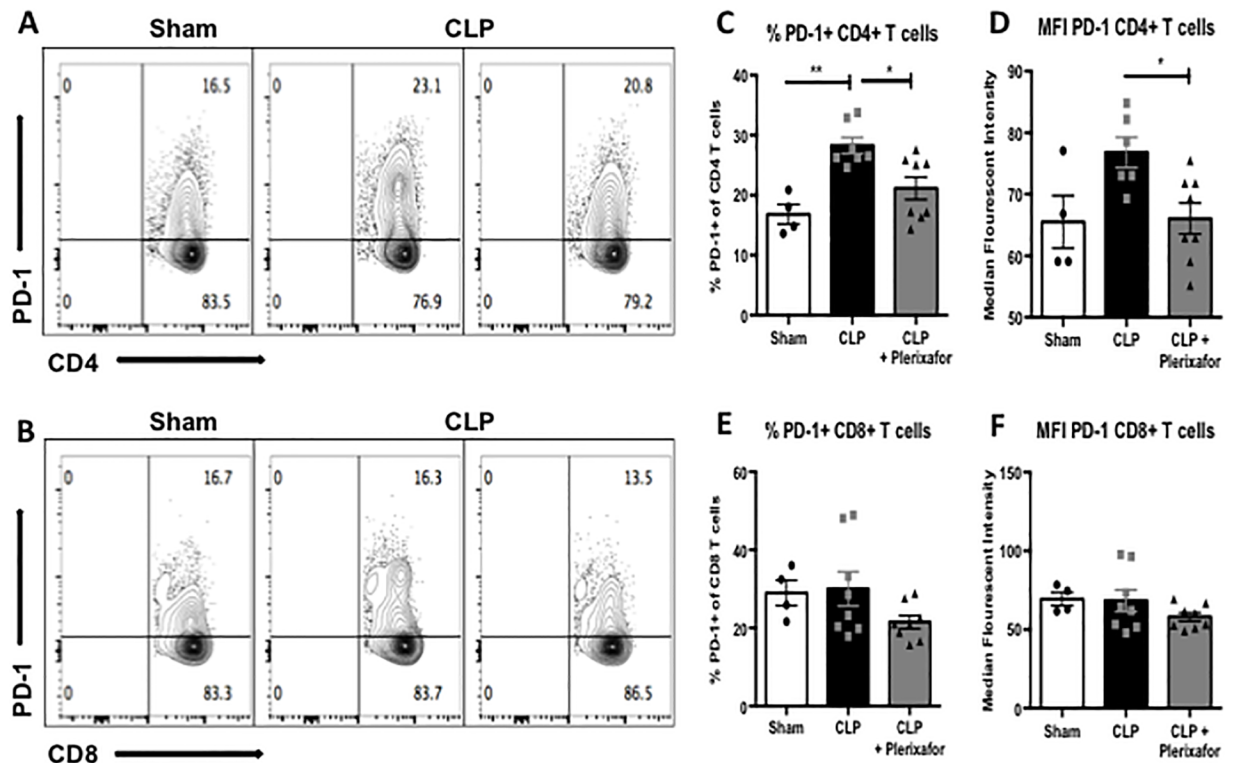 A
Sham
CLP
0
16.5
0
23.1
0
20.8
0
83.5
0
76.9
0
79.2
PD-1
CD4
B
Sham
CLP
0
16.7
0
16.3
0
13.5
0
83.3
0
83.7
0
86.5
PD-1
CD8
C
% PD-1+ CD4+ T cells
% PD-1+ of CD4 T cells
40
30
20
10
0
**
*
Sham
CLP
CLP
+ Plerixafor
D
MFI PD-1 CD4+ T cells
Median Flourescent Intensity
90
80
70
60
50
*
Sham
CLP
CLP +
Plerixafor
E
% PD-1+ CD8+ T cells
% PD-1+ of CD8 T cells
60
40
20
0
Sham
CLP
CLP
+ Plerixafor
F
MFI PD-1 CD8+ T cells
Median Flourescent Intensity
150
100
50
0
Sham
CLP
CLP +
Plerixafor